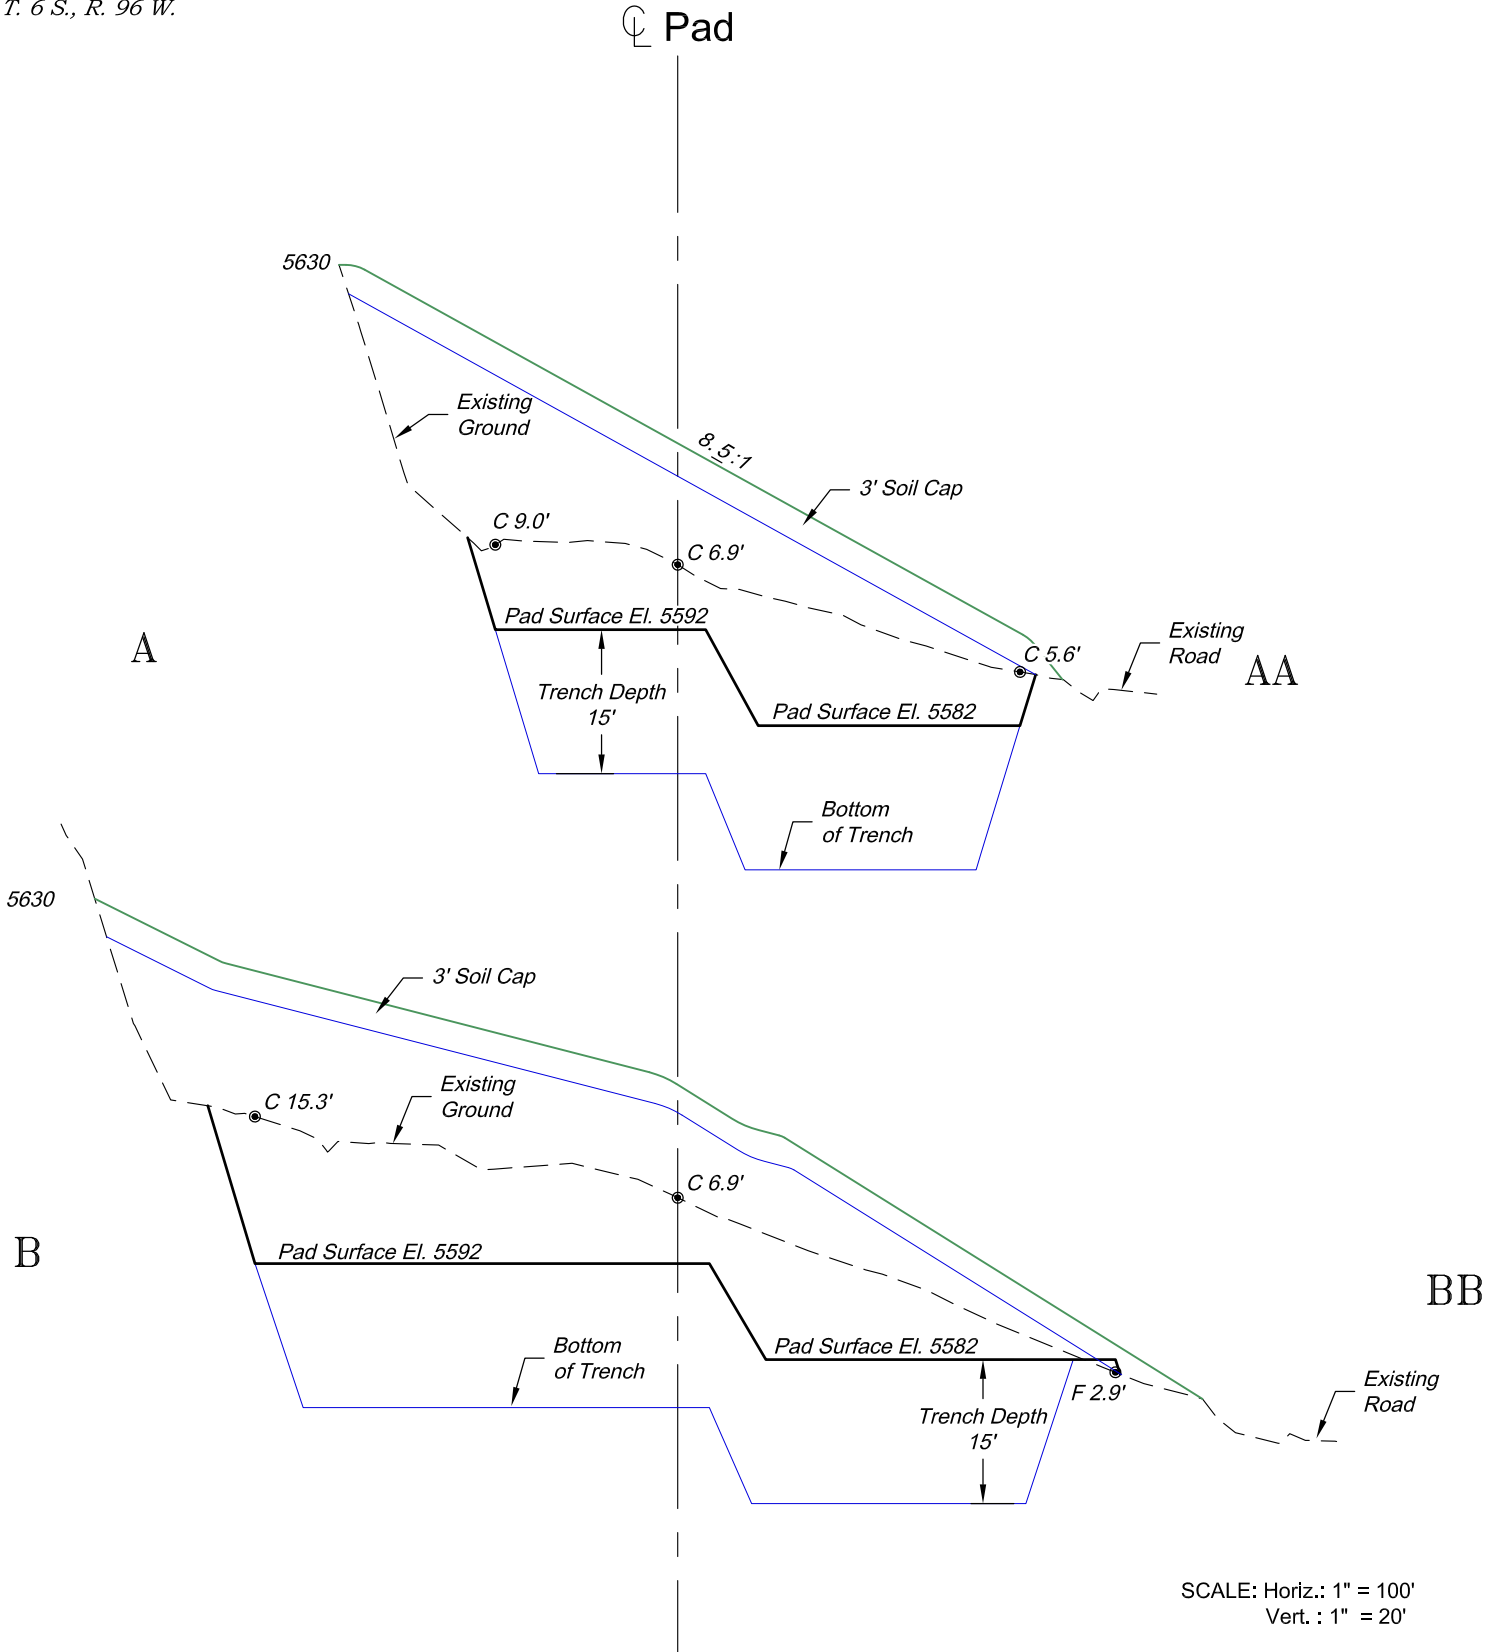 T. 6 S., R. 96 W.
℄ Pad
5630
Existing
Ground
8.5:1
3' Soil Cap
C 9.0'
C 6.9'
Pad Surface El. 5592
C 5.6'
Existing
Road
A
AA
Trench Depth
15'
Pad Surface El. 5582
Bottom
of Trench
5630
3' Soil Cap
C 15.3'
Existing
Ground
C 6.9'
B
Pad Surface El. 5592
BB
Bottom
of Trench
Pad Surface El. 5582
F 2.9'
Existing
Road
Trench Depth
15'
SCALE: Horiz.: 1" = 100'
Vert. : 1" = 20'